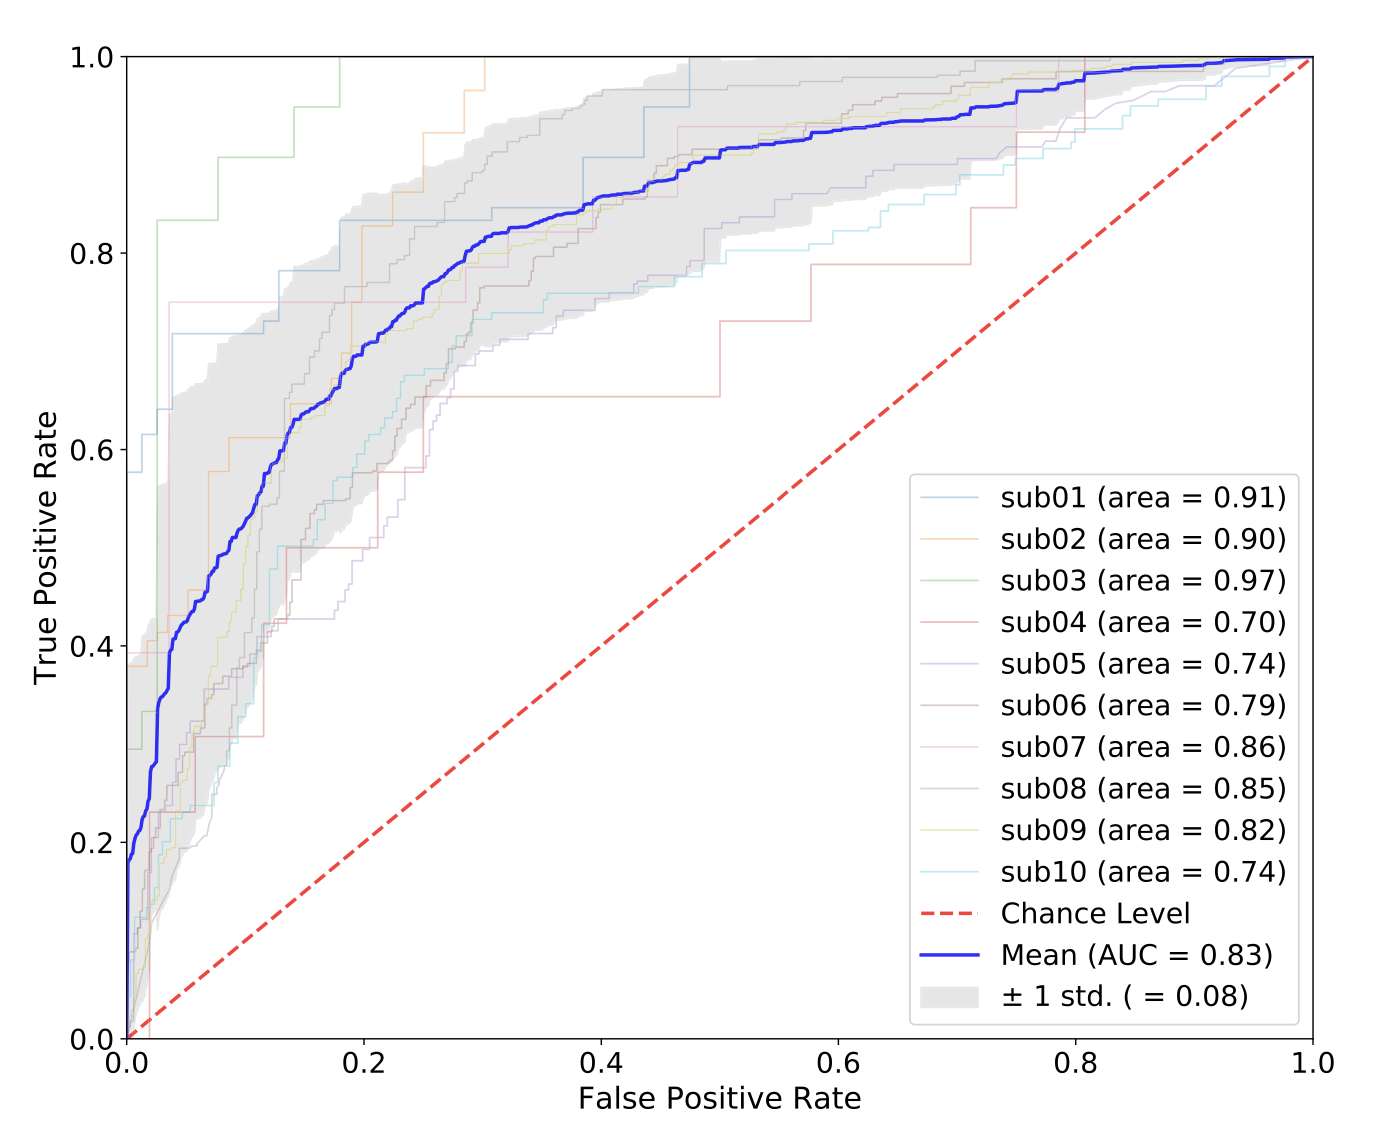 1.0
0.8
0.6
0.4
0.2
0.0
True Positive Rate
0.0 0.2 0.4 0.6 0.8 1.0
False Positive Rate
sub01 (area = 0.91)
sub02 (area = 0.90)
sub03 (area = 0.97)
sub04 (area = 0.70)
sub05 (area = 0.74)
sub06 (area = 0.79)
sub07 (area = 0.86)
sub08 (area = 0.85)
sub09 (area = 0.82)
sub10 (area = 0.74)
Chance Level
Mean (AUC = 0.83)
± 1 std. ( = 0.08)